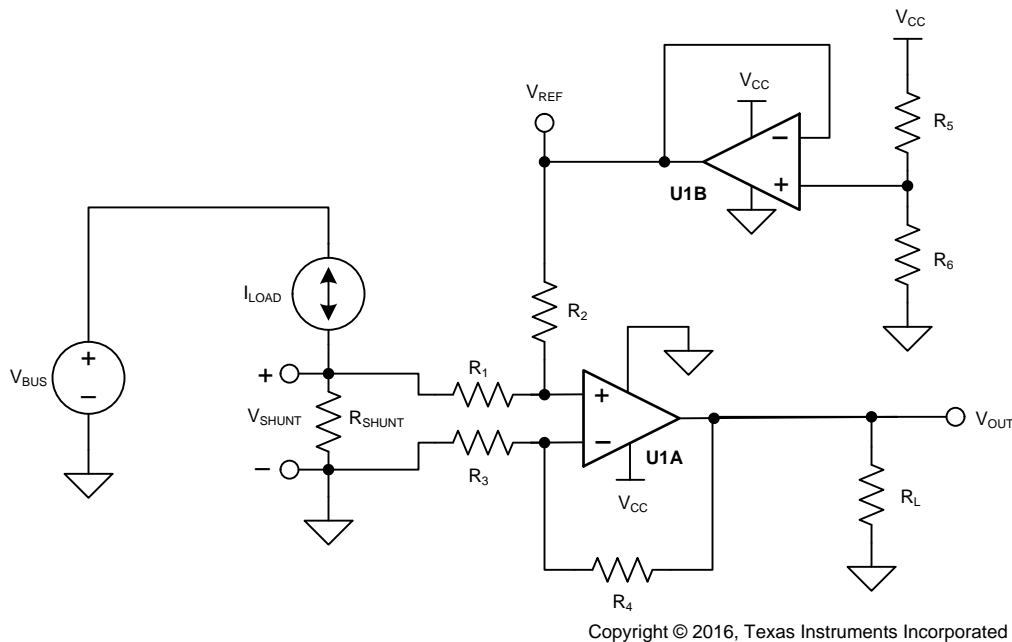 V_CC
V_CC
V_REF
R_5
−
+
U1B
R_6
I_LOAD
R_2
+
−
V_BUS
+
R_1
V_SHUNT
R_SHUNT
+
−
U1A
V_OUT
−
R_3
V_CC
R_L
R_4
Copyright © 2016, Texas Instruments Incorporated